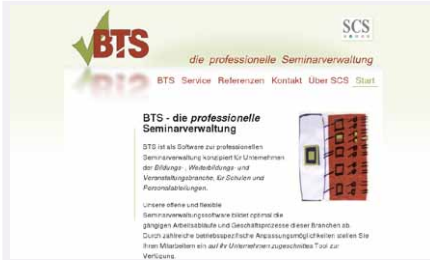 BTS
SCS
die professionelle Seminarverwaltung
BTS Service Referenzen Kontakt Über SCS Start
BTS - die professionelle
Seminarverwaltung
BTS ist als Software zur professionellen
Seminarverwaltung konzipiert für Unternehmen
der Bildungs-, Weiterbildungs- und
Veranstaltungsbranche, für Schulen und
Personalabteilungen.
Unsere offene und flexible
Seminarverwaltungssoftware bildet optimal die
gängigen Arbeitsabläufe und Geschäftsprozesse dieser Branchen ab.
Durch zahlreiche betriebsspezifische Anpassungsmöglichkeiten stellen Sie
Ihren Mitarbeitern ein auf Ihr Unternehmen zugeschnittes Tool zur
Verfügung.